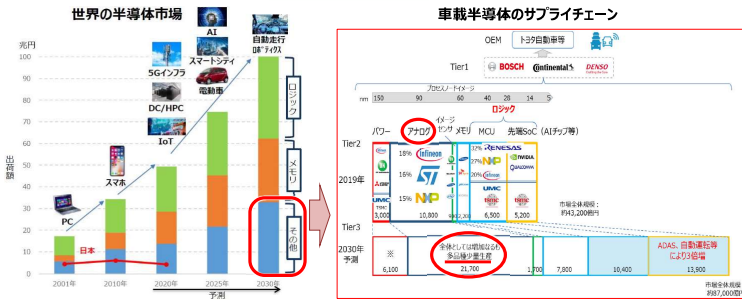 世界の半導体市場
兆円
120
100
90
80
70
60
50
40
30
20
10
0
出荷額
PC
スマホ
5Gインフラ
DC/HPC
IoT
AI
スマートシティ
電動車
自動走行
ロボティクス
ロジック
メモリ
その他
日本
2001年
2010年
2020年
2025年
2030年
予測
車載半導体のサプライチェーン
OEM
トヨタ自動車等
Tier1
BOSCH
Continental
DENSO
プロセスノードイメージ
nm 150 90 60 40 28 14 5
ロジック
パワー
アナログ
イメージ
センサ
メモリ
MCU
先端SoC
(AIチップ等)
Tier2
2019年
18%
Infineon
16%
ST
15%
NXP
37%
RENESAS
27%
NXP
20%
Infineon
NVIDIA
QUALCOMM
UMC
UMC
tsmc
tsmc
市場全体規模:
約43,200億円
3,000
10,800
6,500
5,200
Tier3
2030年
予測
※
6,100
全体としては増加なるも
多品種少量生産
21,700
1,700
7,800
10,400
ADAS、自動運転等
により3倍増
13,900
市場全体規模:
約87,000億円